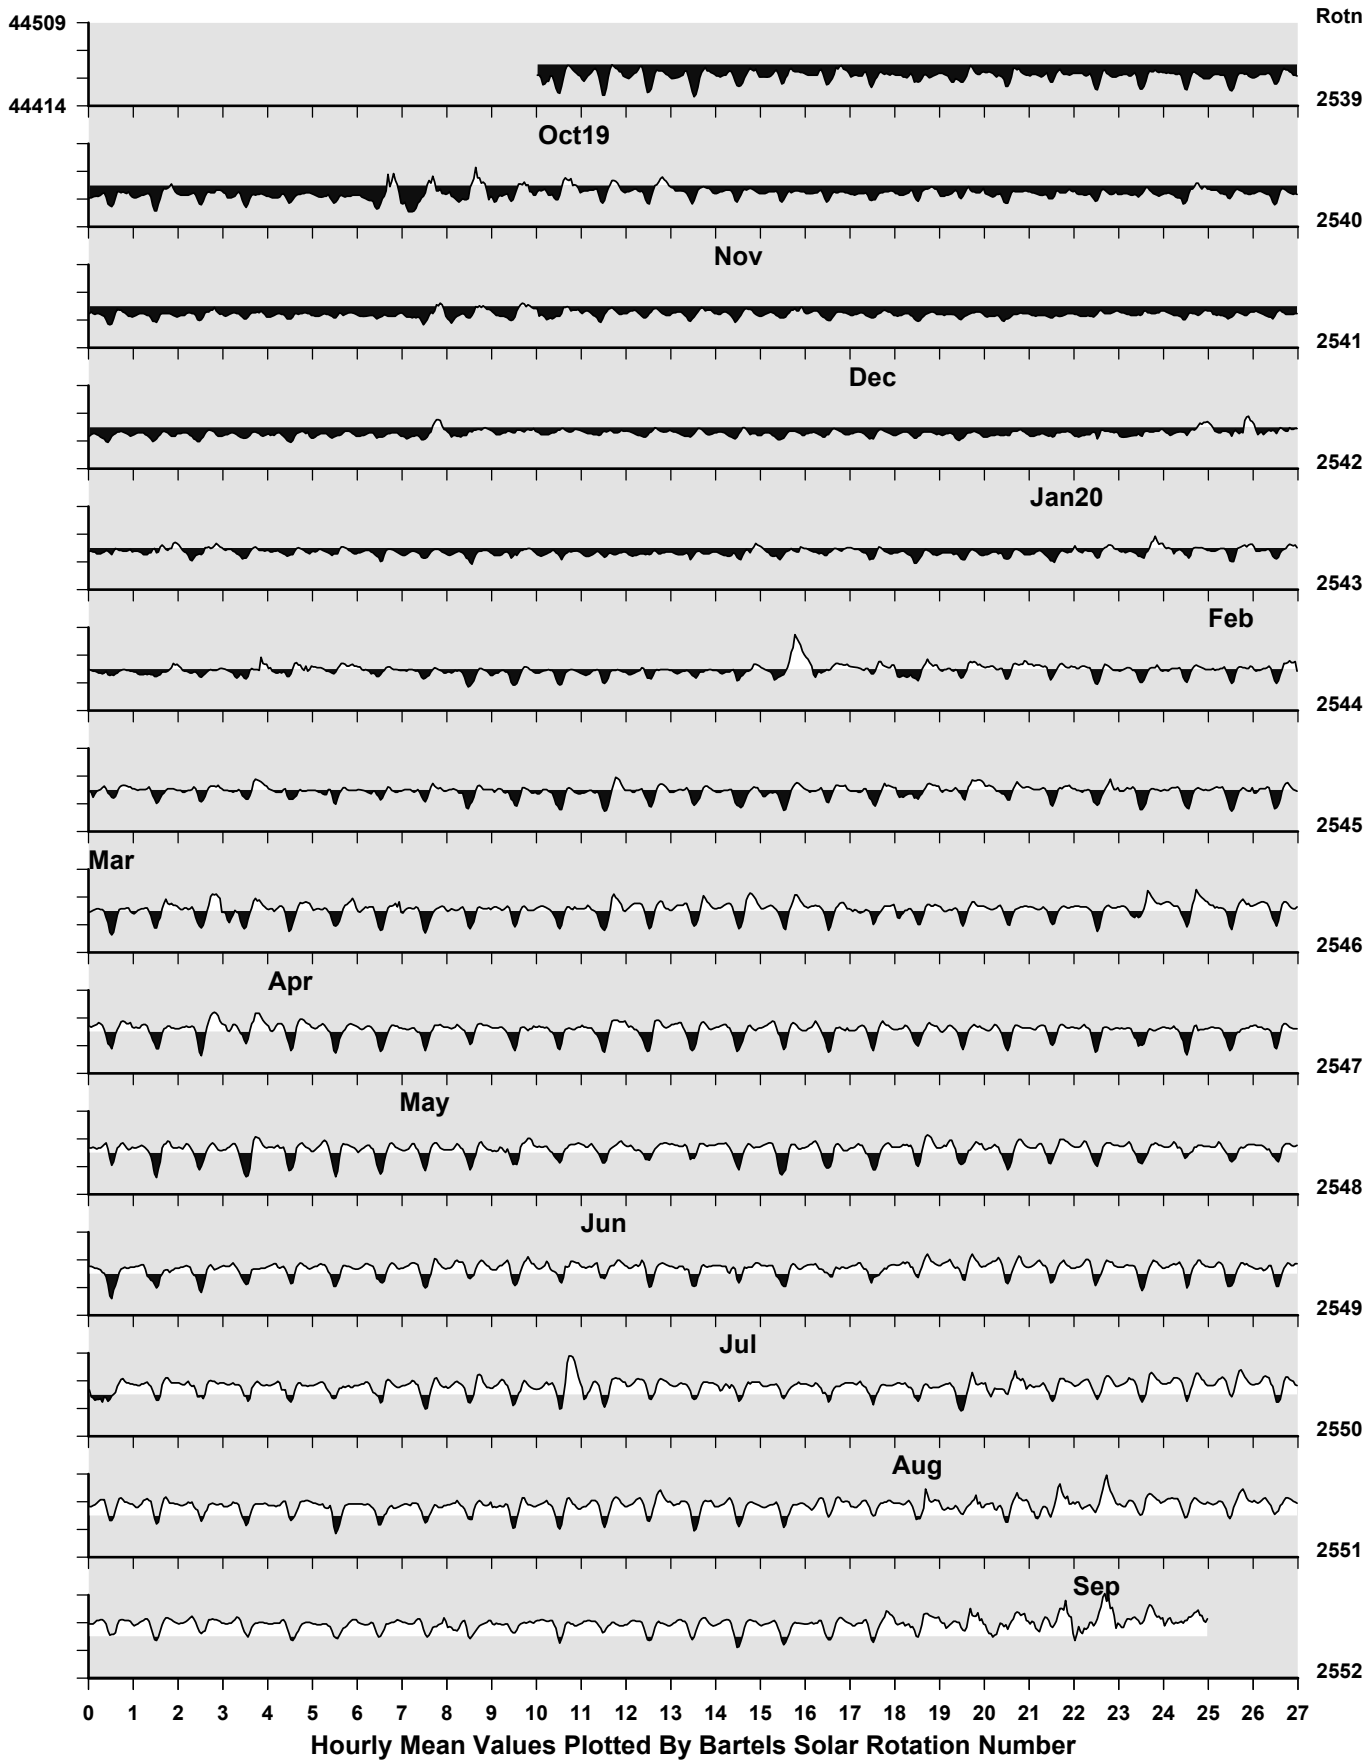 Rotn
44509
44414
2539
Oct19
2540
Nov
2541
Dec
2542
Jan20
2543
Feb
2544
2545
Mar
2546
Apr
2547
May
2548
Jun
2549
Jul
2550
Aug
2551
Sep
2552
0 1 2 3 4 5 6 7 8 9 10 11 12 13 14 15 16 17 18 19 20 21 22 23 24 25 26 27
Hourly Mean Values Plotted By Bartels Solar Rotation Number